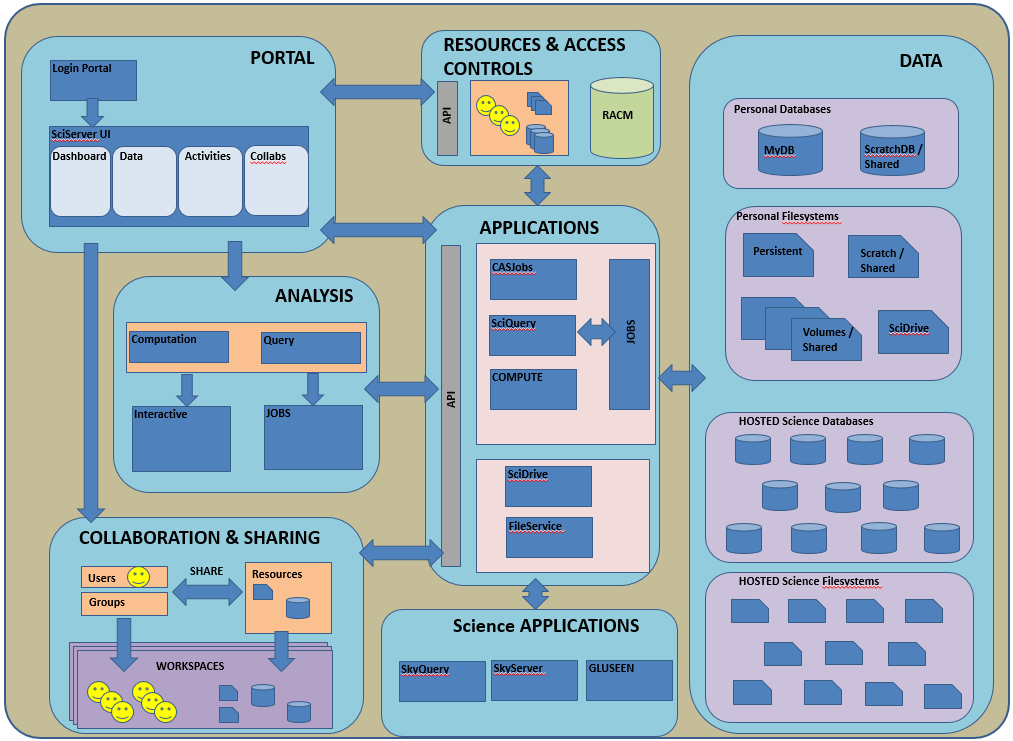 PORTAL
Login Portal
SciServer UI
Dashboard
Data
Activities
Collabs
RESOURCES & ACCESS
CONTROLS
API
RACM
DATA
Personal Databases
MyDB
ScratchDB /
Shared
Personal Filesystems
Persistent
Scratch /
Shared
Volumes /
Shared
SciDrive
HOSTED Science Databases
HOSTED Science Filesystems
APPLICATIONS
API
CASJobs
SciQuery
COMPUTE
JOBS
SciDrive
FileService
ANALYSIS
Computation
Query
Interactive
JOBS
COLLABORATION & SHARING
Users
Groups
SHARE
Resources
WORKSPACES
Science APPLICATIONS
SkyQuery
SkyServer
GLUSEEN